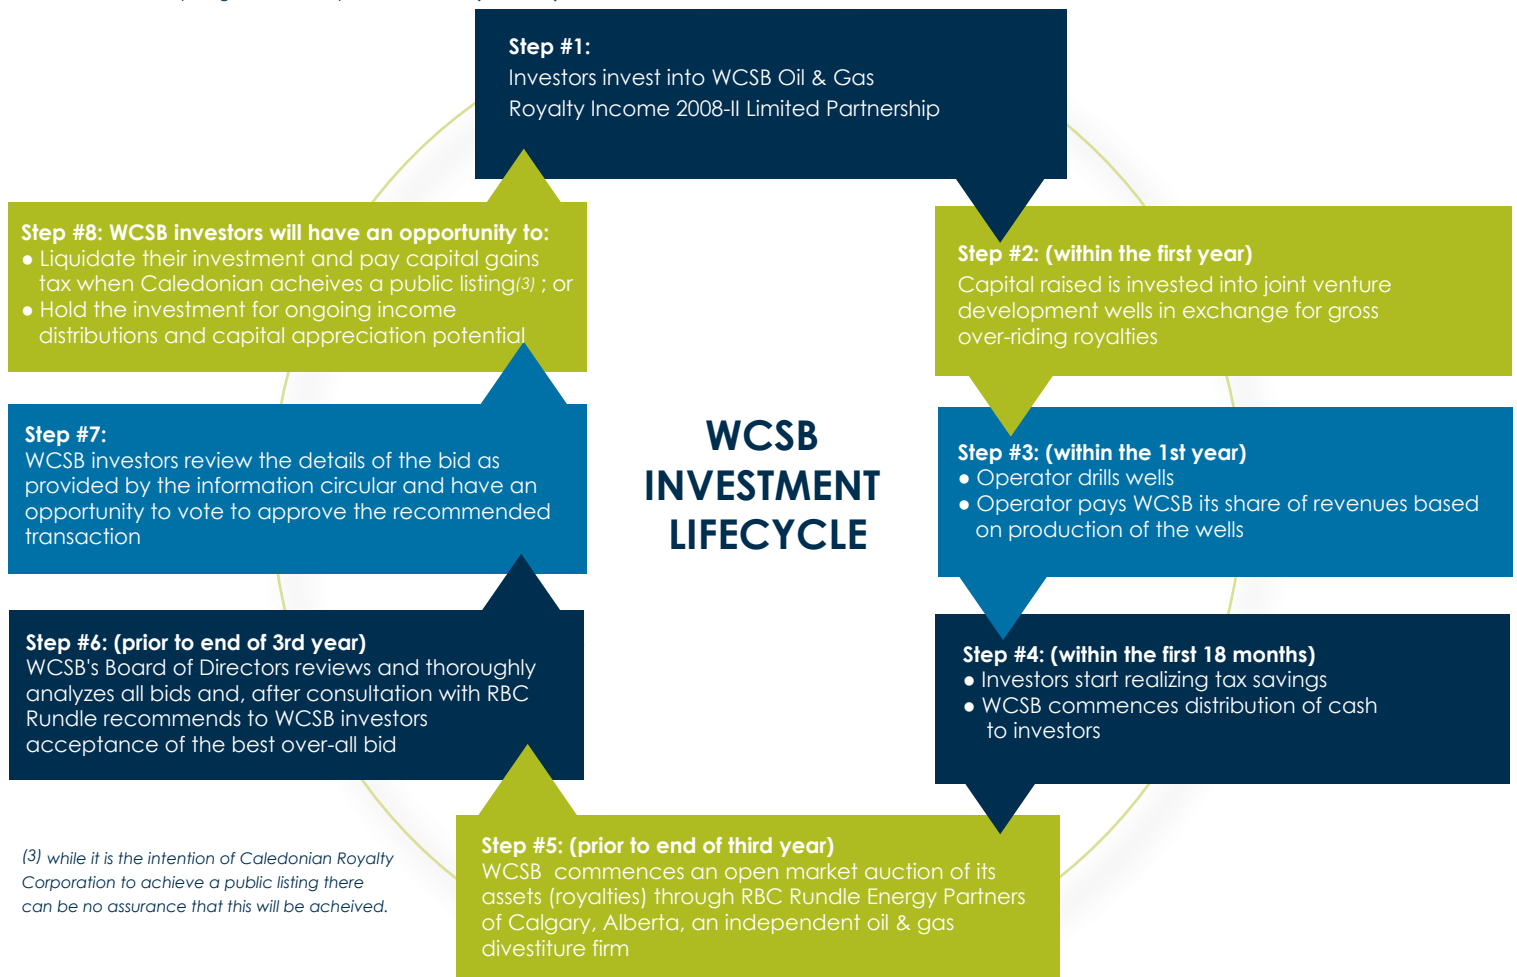 Step #1:
Investors invest into WCSB Oil & Gas
Royalty Income 2008-II Limited Partnership
Step #2: (within the first year)
Capital raised is invested into joint venture
development wells in exchange for gross
over-riding royalties
Step #3: (within the 1st year)
● Operator drills wells
● Operator pays WCSB its share of revenues based
on production of the wells
Step #4: (within the first 18 months)
● Investors start realizing tax savings
● WCSB commences distribution of cash
to investors
Step #5: (prior to end of third year)
WCSB commences an open market auction of its
assets (royalties) through RBC Rundle Energy Partners
of Calgary, Alberta, an independent oil & gas
divestiture firm
Step #6: (prior to end of 3rd year)
WCSB's Board of Directors reviews and thoroughly
analyzes all bids and, after consultation with RBC
Rundle recommends to WCSB investors
acceptance of the best over-all bid
Step #7:
WCSB investors review the details of the bid as
provided by the information circular and have an
opportunity to vote to approve the recommended
transaction
Step #8: WCSB investors will have an opportunity to:
● Liquidate their investment and pay capital gains
tax when Caledonian acheives a public listing(3) ; or
● Hold the investment for ongoing income
distributions and capital appreciation potential
WCSB
INVESTMENT
LIFECYCLE
(3) while it is the intention of Caledonian Royalty
Corporation to achieve a public listing there
can be no assurance that this will be acheived.